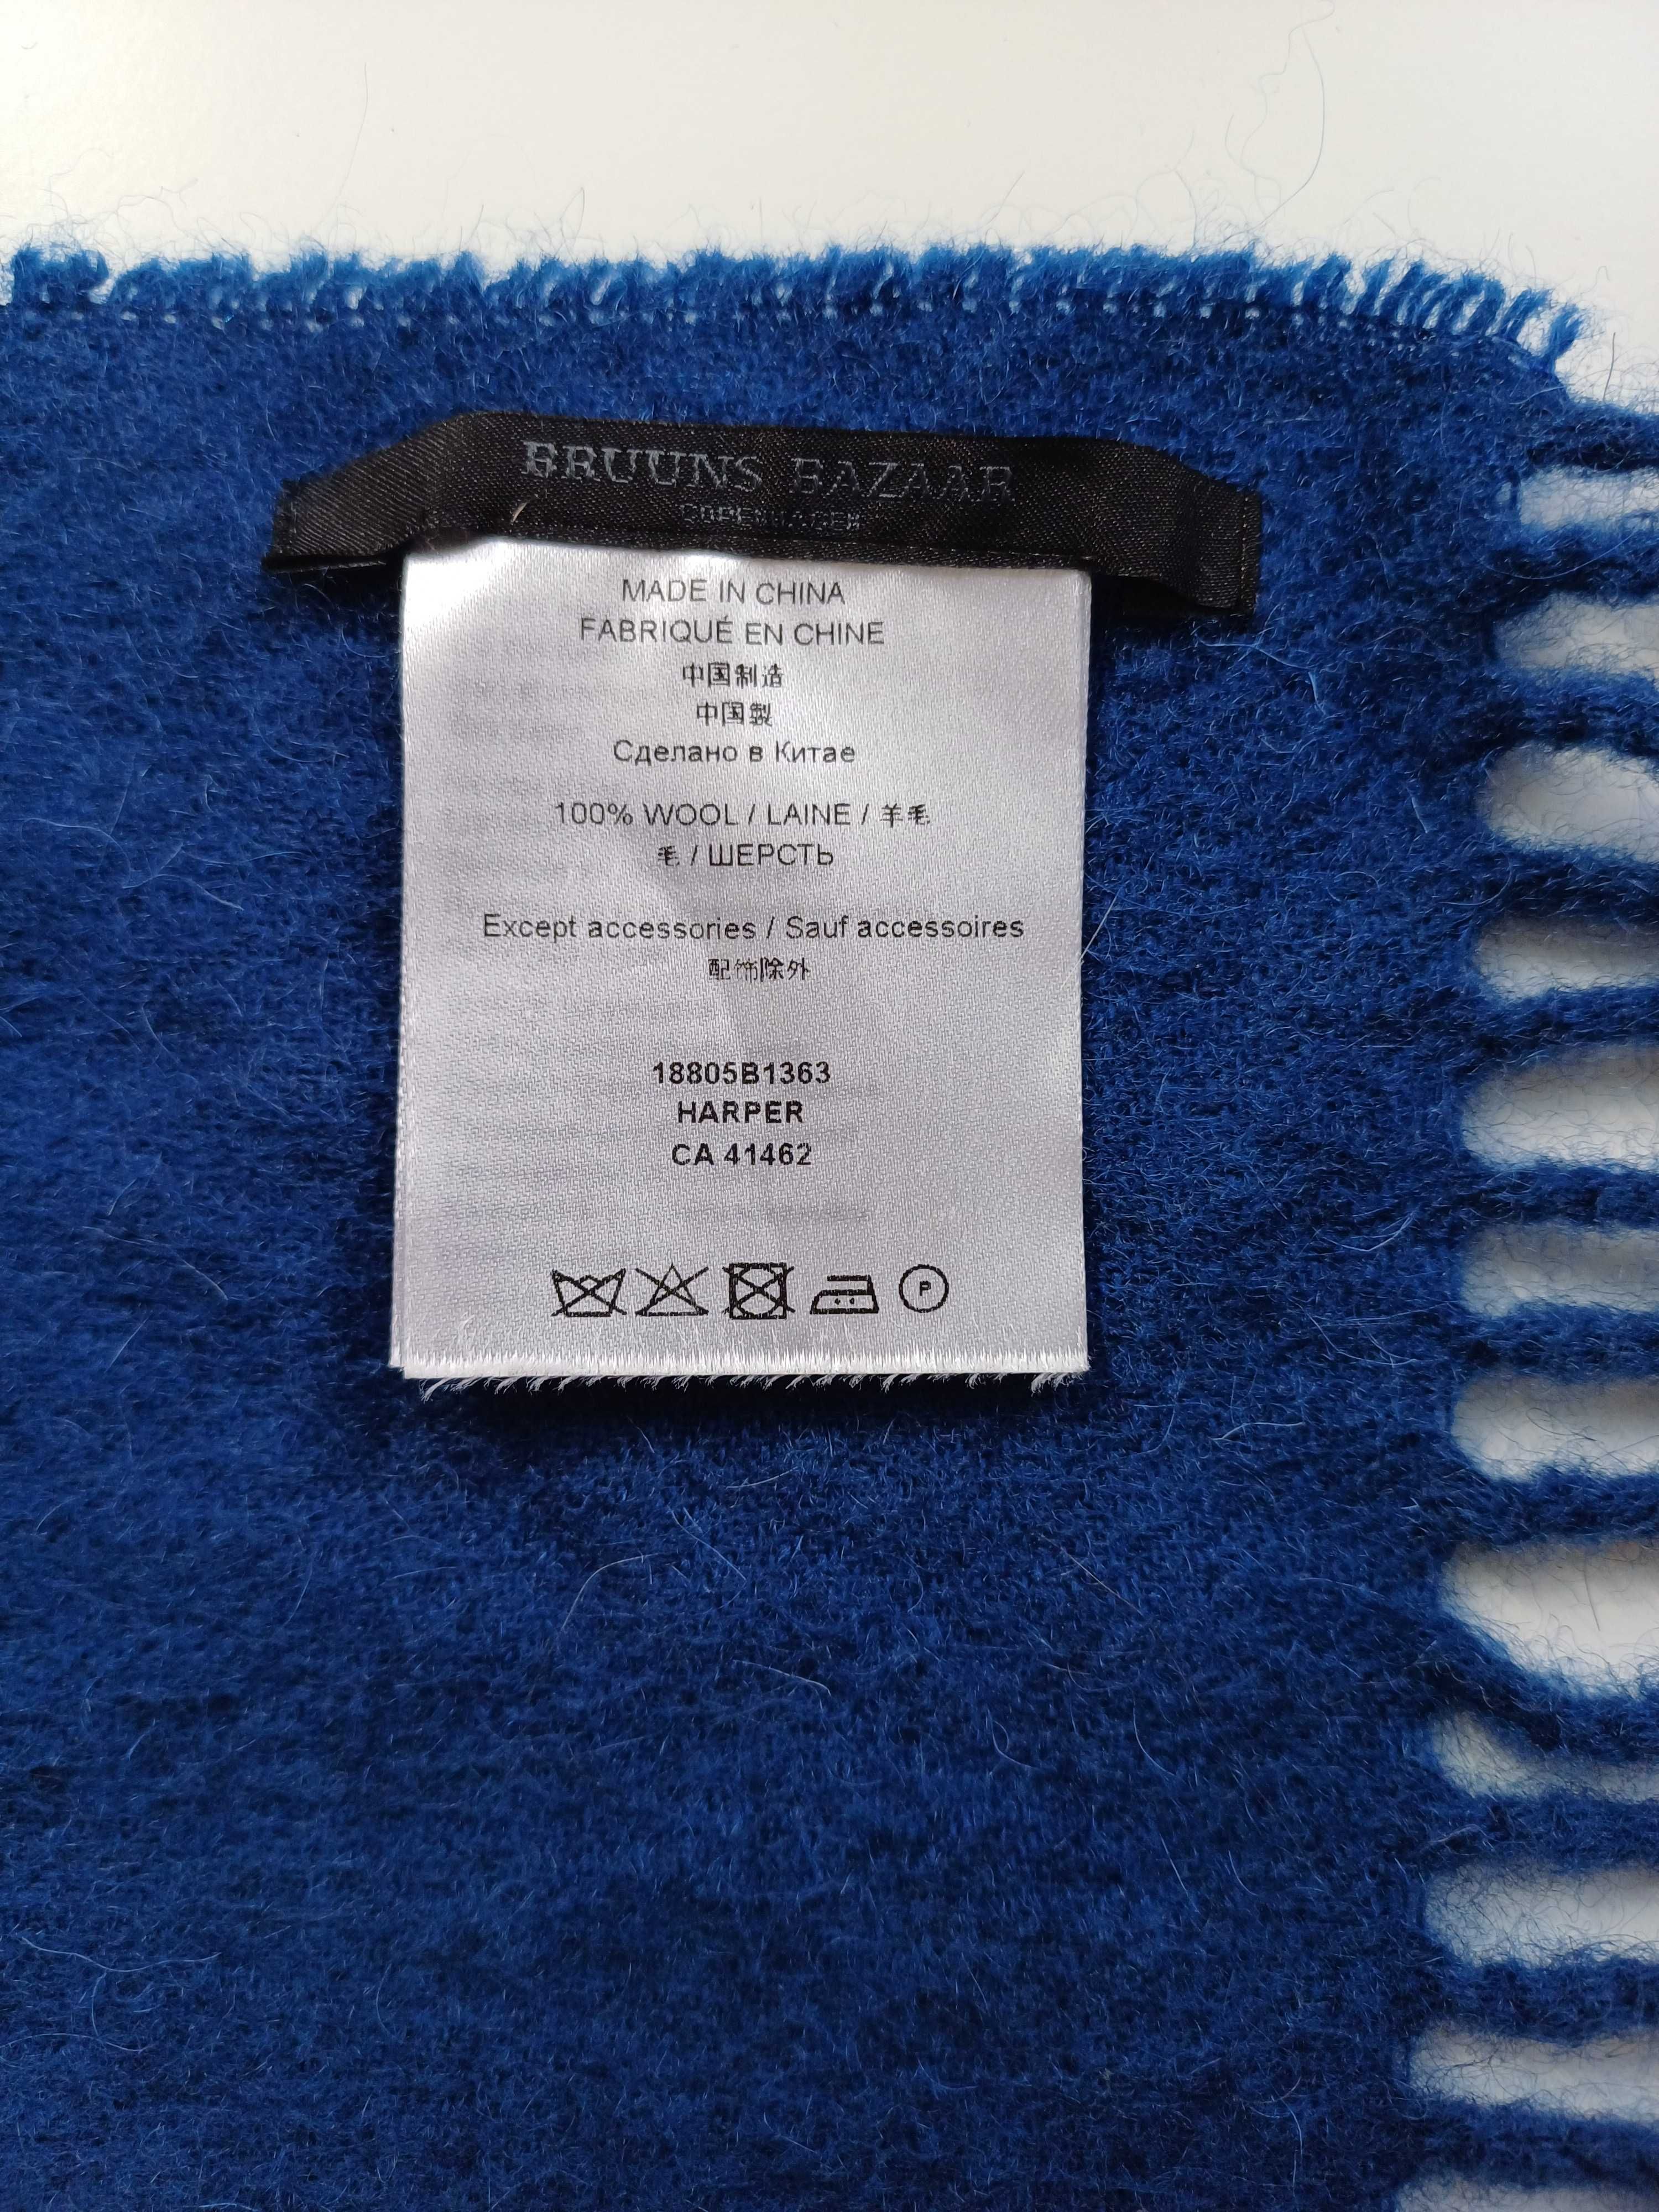 BRUUNS BAZAAR
COPENHAGEN
MADE IN CHINA
FABRIQUÉ EN CHINE
中国制造
中国製
Сделано в Китае
100% WOOL / LAINE / 羊毛
毛 / ШЕРСТЬ
Except accessories / Sauf accessoires
配饰除外
18805B1363
HARPER
CA 41462
P